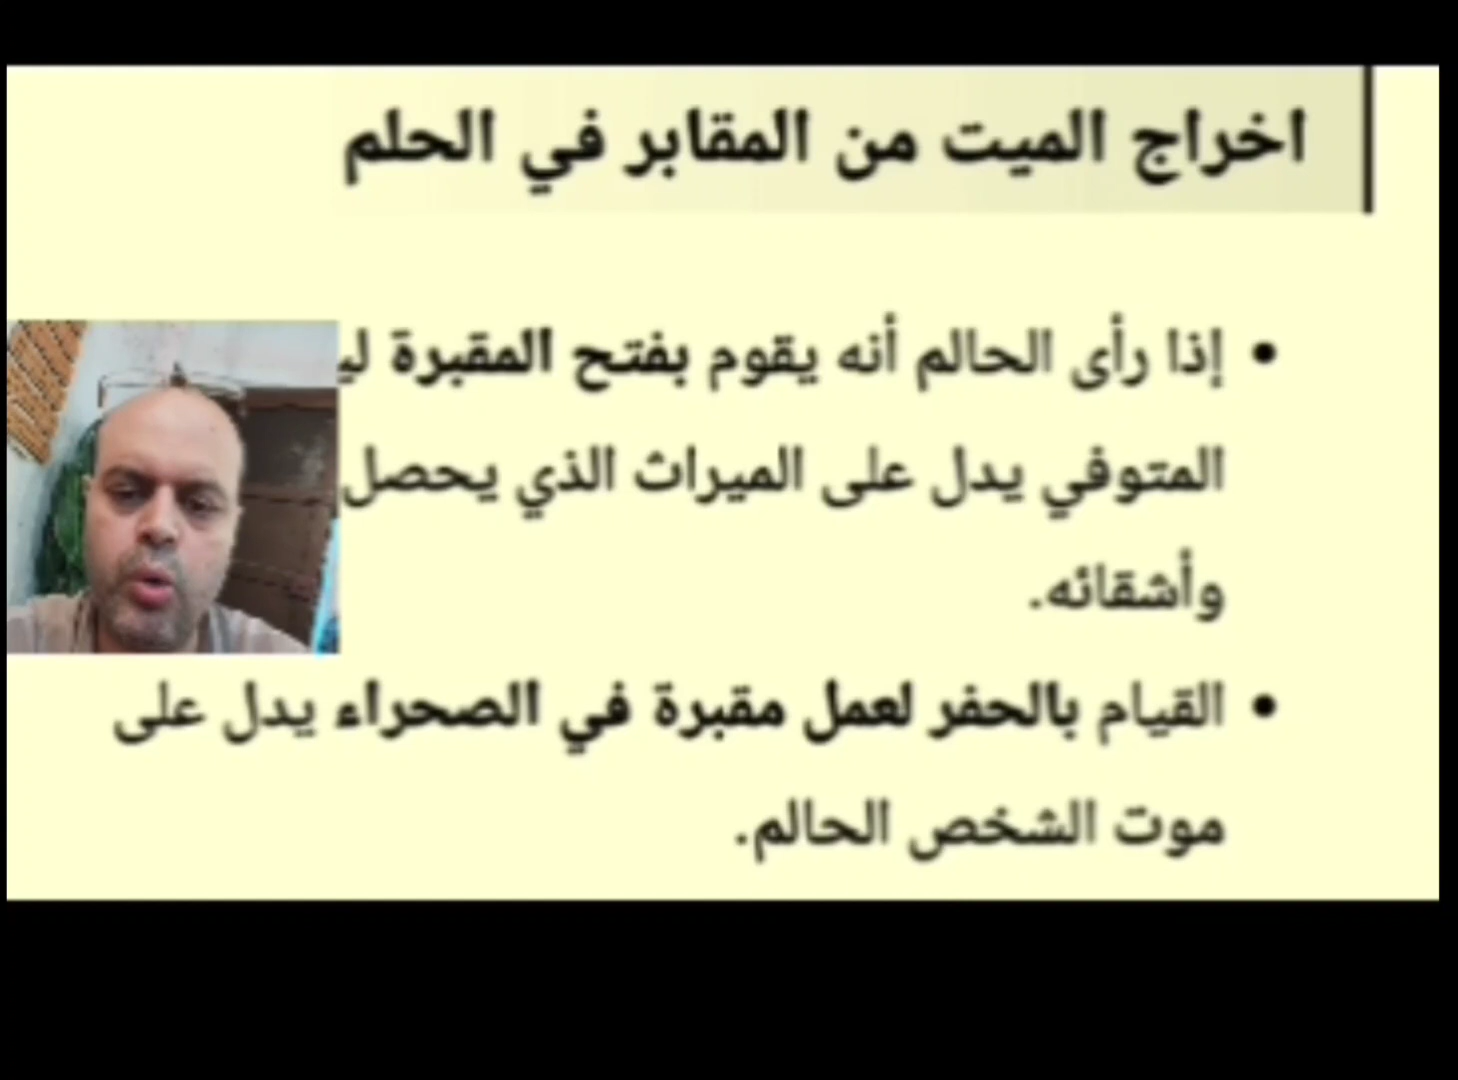 اخراج الميت من المقابر في الحلم
• إذا رأى الحالم أنه يقوم بفتح المقبرة
المتوفي يدل على الميراث الذي يحصل
وأشقائه.
• القيام بالحفر لعمل مقبرة في الصحراء يدل على
موت الشخص الحالم.